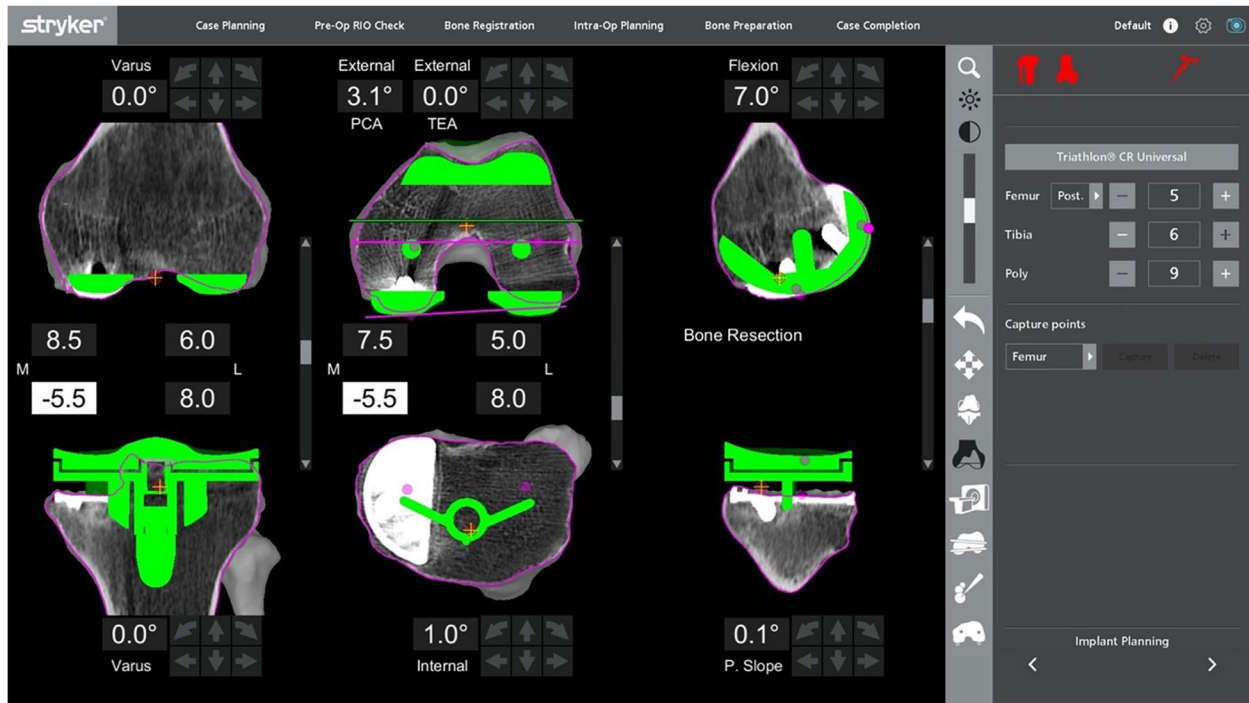 stryker Case Planning Pre-Op RIO Check Bone Registration Intra-Op Planning Bone Preparation Case Completion Default
Varus External External Flexion
0.0° 3.1° 0.0° 7.0°
PCA TEA
Triathlon® CR Universal
Femur Post. 5
Tibia 6
Poly 9
8.5 6.0 7.5 5.0 Bone Resection
M L M L
-5.5 8.0 -5.5 8.0
Capture points
Femur Capture Delete
0.0° 1.0° 0.1°
Varus Internal P. Slope
Implant Planning